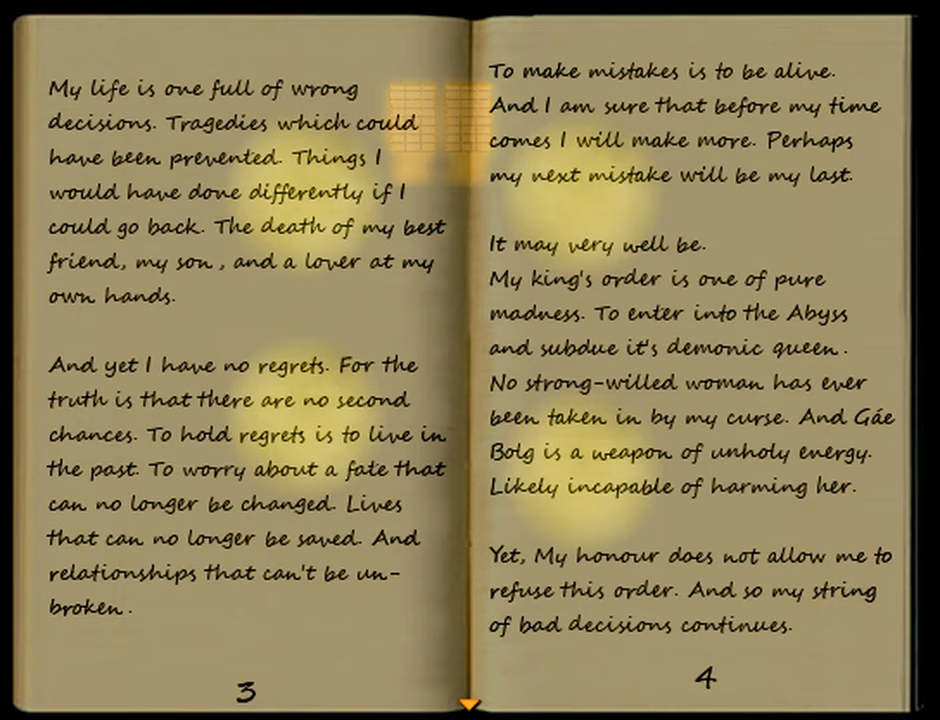 My life is one full of wrong
decisions. Tragedies which could
have been prevented. Things I
would have done differently if I
could go back. The death of my best
friend, my son , and a lover at my
own hands.
And yet I have no regrets. For the
truth is that there are no second
chances. To hold regrets is to live in
the past. To worry about a fate that
can no longer be changed. Lives
that can no longer be saved. And
relationships that can't be un-
broken .
3
To make mistakes is to be alive.
And I am sure that before my time
comes I will make more. Perhaps
my next mistake will be my last.
It may very well be.
My king's order is one of pure
madness. To enter into the Abyss
and subdue it's demonic queen .
No strong-willed woman has ever
been taken in by my curse. And Gáe
Bolg is a weapon of unholy energy.
Likely incapable of harming her.
Yet, My honour does not allow me to
refuse this order. And so my string
of bad decisions continues.
4